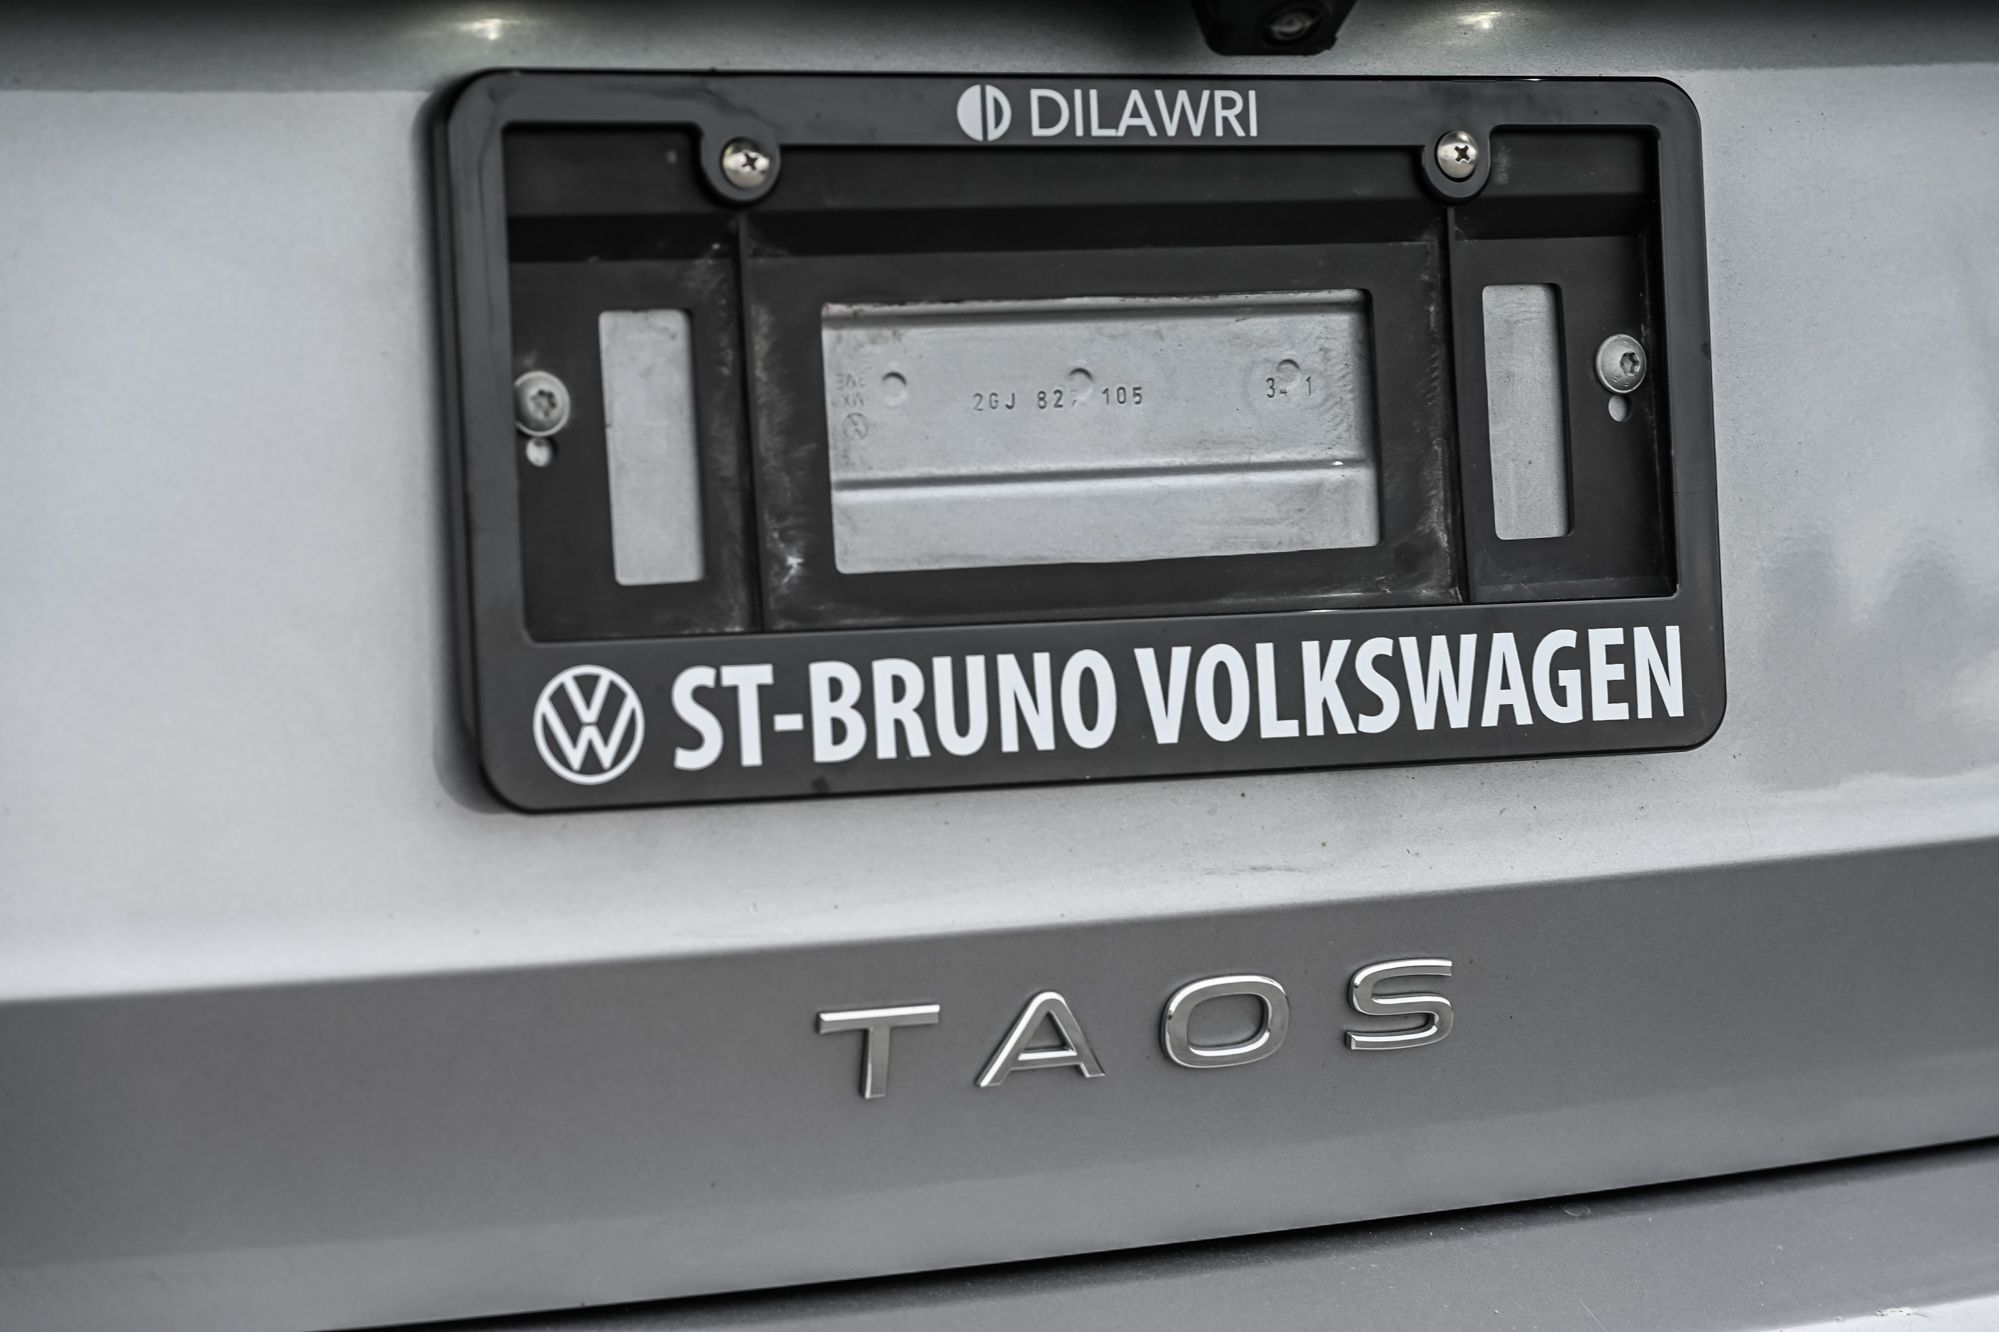 DILAWRI
2GJ 827 105
ST-BRUNO VOLKSWAGEN
TAOS